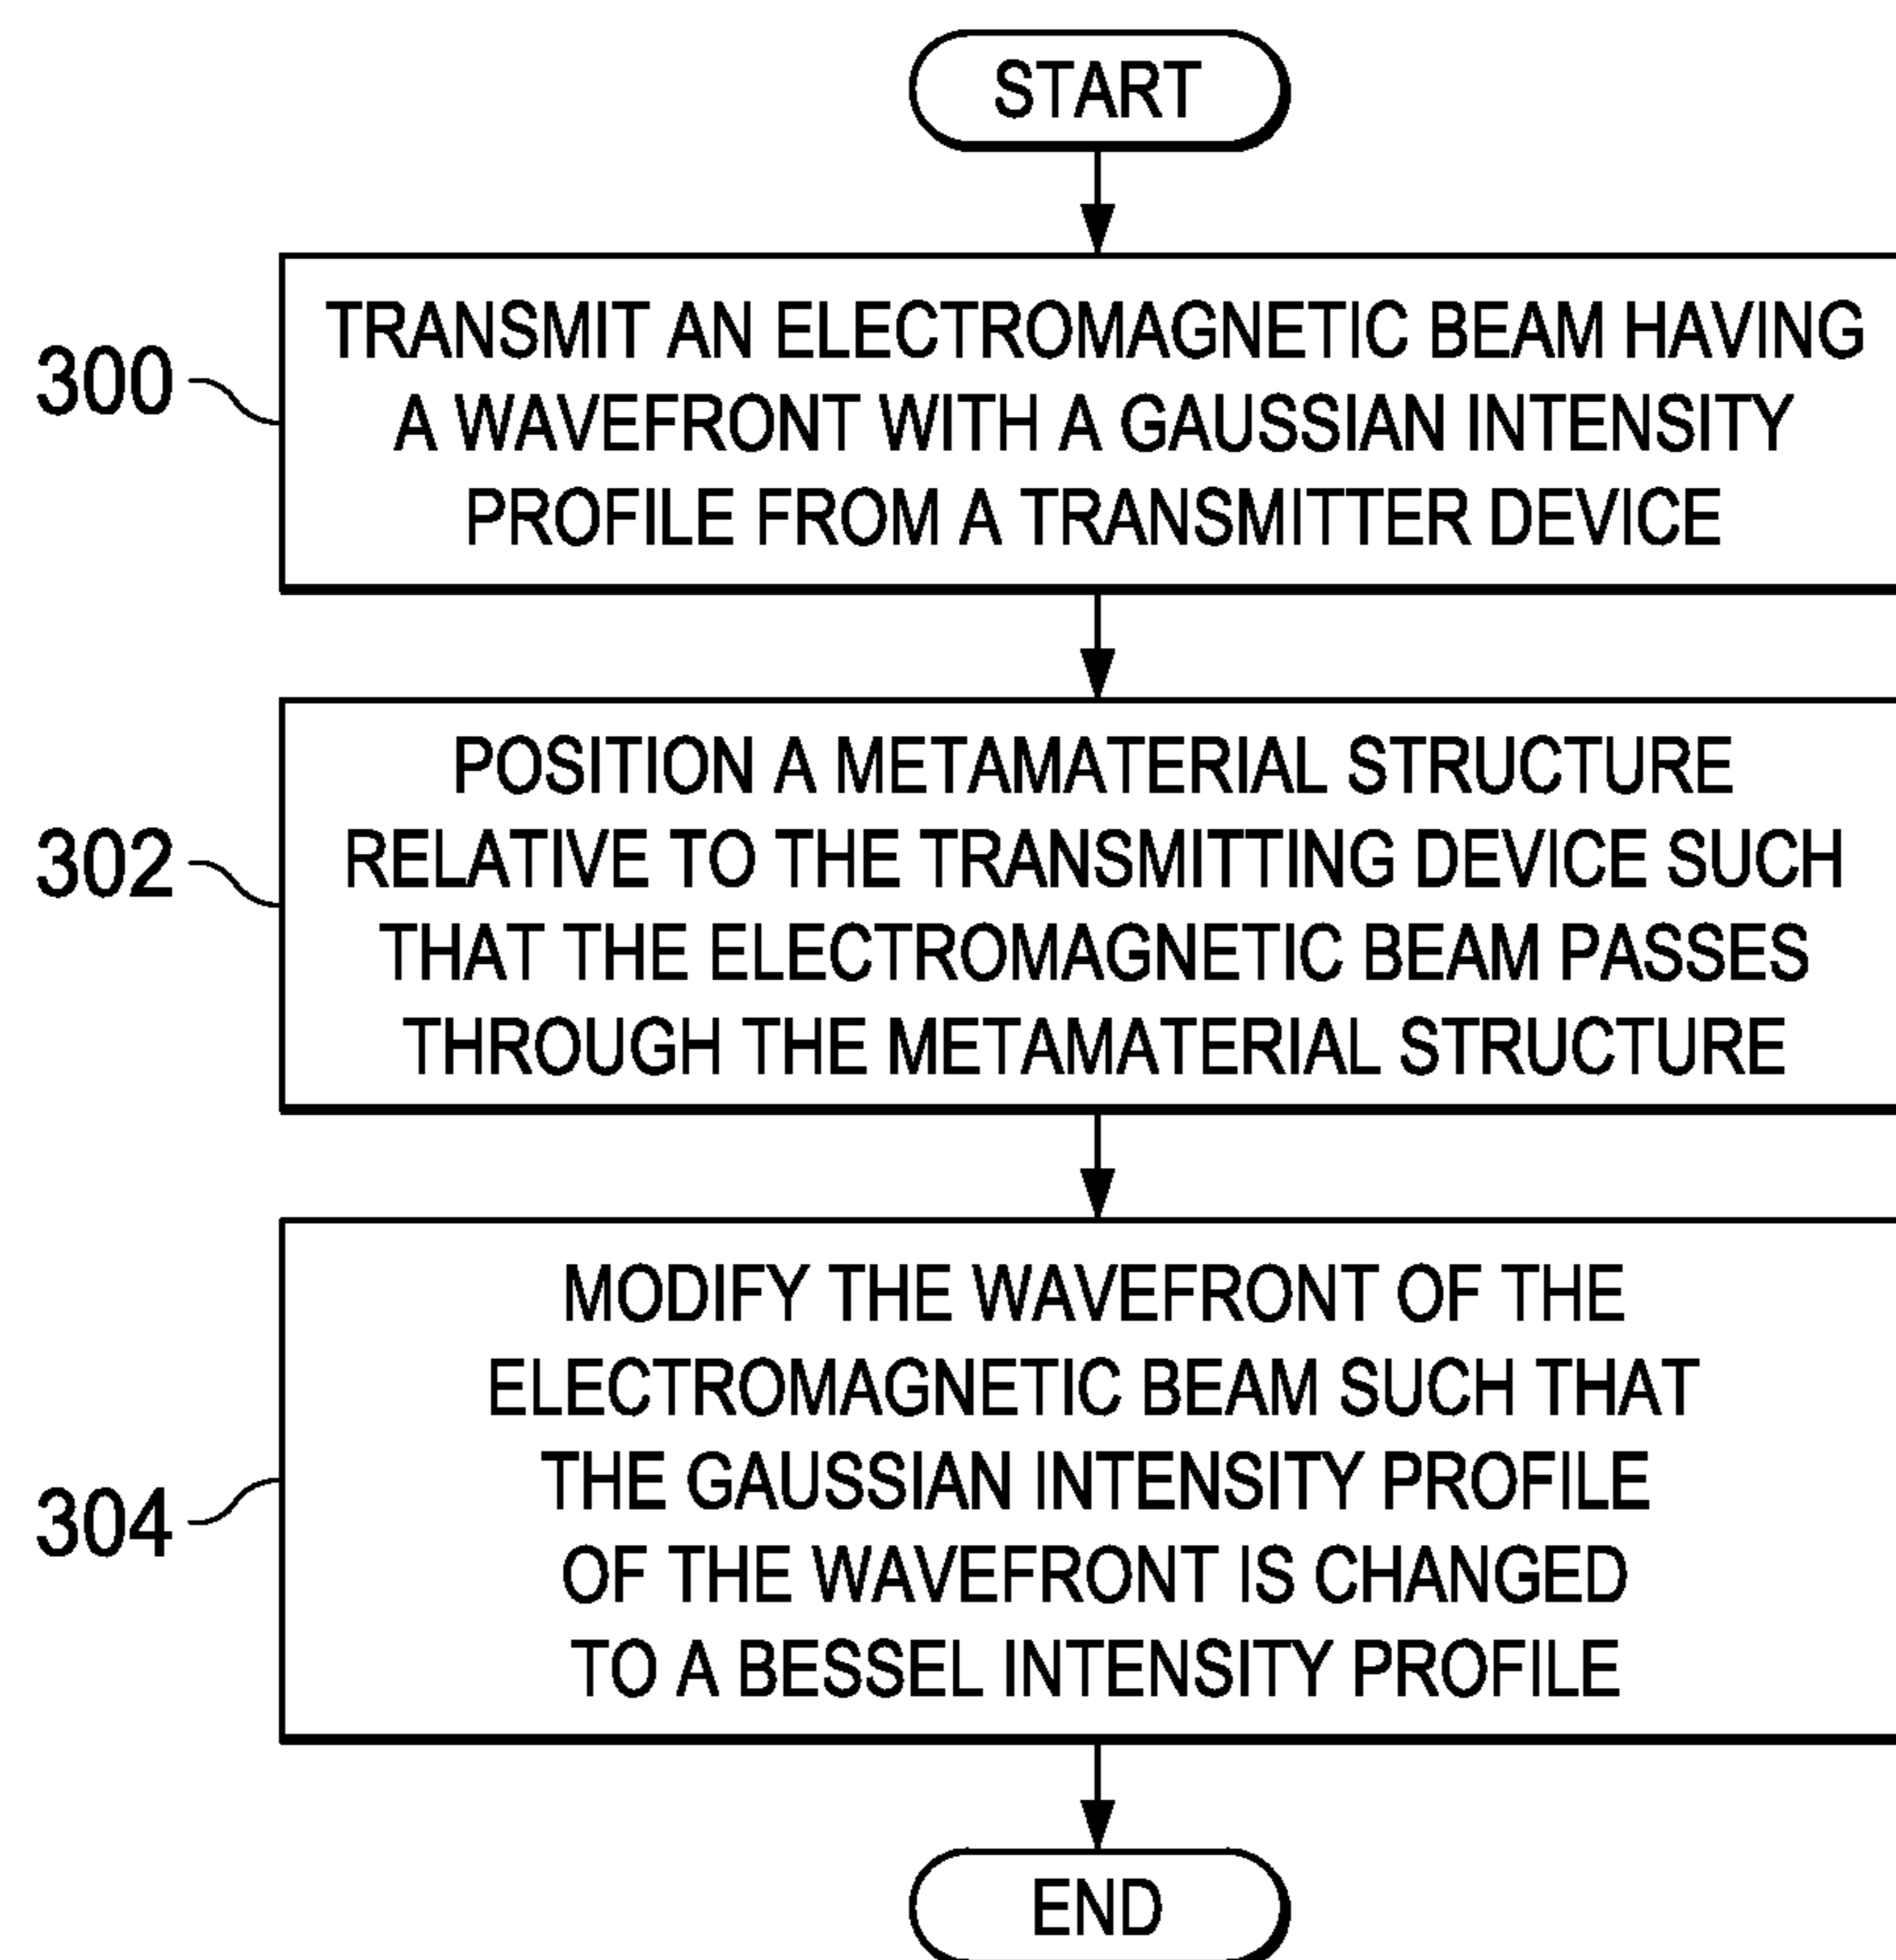 START
300
TRANSMIT AN ELECTROMAGNETIC BEAM HAVING
A WAVEFRONT WITH A GAUSSIAN INTENSITY
PROFILE FROM A TRANSMITTER DEVICE
302
POSITION A METAMATERIAL STRUCTURE
RELATIVE TO THE TRANSMITTING DEVICE SUCH
THAT THE ELECTROMAGNETIC BEAM PASSES
THROUGH THE METAMATERIAL STRUCTURE
304
MODIFY THE WAVEFRONT OF THE
ELECTROMAGNETIC BEAM SUCH THAT
THE GAUSSIAN INTENSITY PROFILE
OF THE WAVEFRONT IS CHANGED
TO A BESSEL INTENSITY PROFILE
END